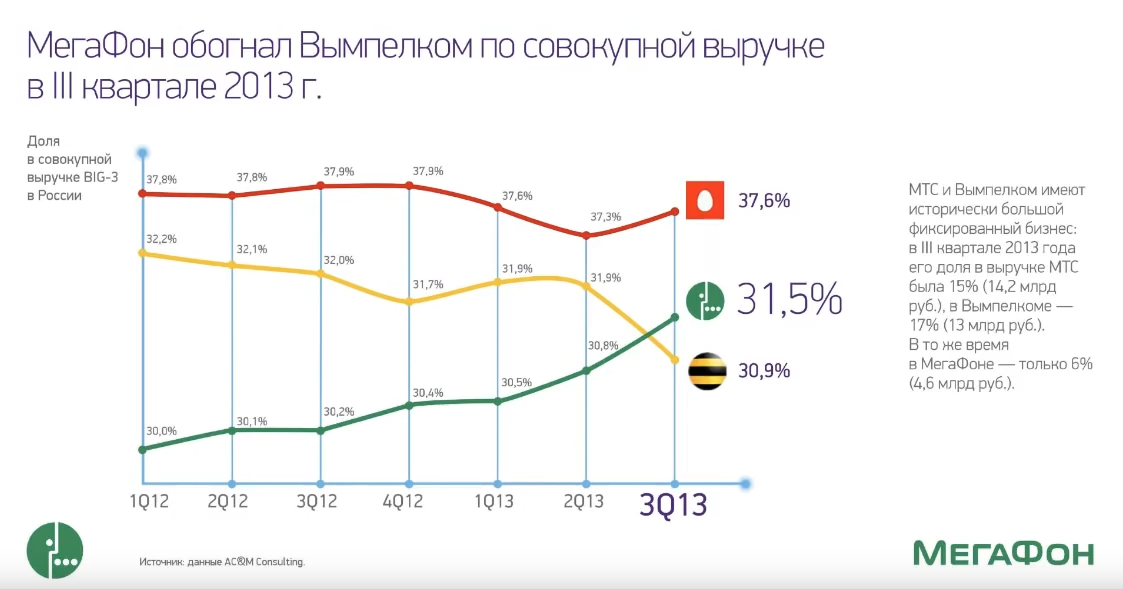 МегаФон обогнал Вымпелком по совокупной выручке
в III квартале 2013 г.
Доля
в совокупной
выручке BIG-3
в России
37,8%
37,8%
37,9%
37,9%
37,6%
37,3%
37,6%
32,2%
32,1%
32,0%
31,7%
31,9%
31,9%
31,5%
30,0%
30,1%
30,2%
30,4%
30,5%
30,8%
30,9%
1Q12
2Q12
3Q12
4Q12
1Q13
2Q13
3Q13
МТС и Вымпелком имеют
исторически большой
фиксированный бизнес:
в III квартале 2013 года
его доля в выручке МТС
была 15% (14,2 млрд
руб.), в Вымпелкоме —
17% (13 млрд руб.).
В то же время
в МегаФоне — только 6%
(4,6 млрд руб.).
Источник: данные AC&M Consulting.
МЕГАФОН